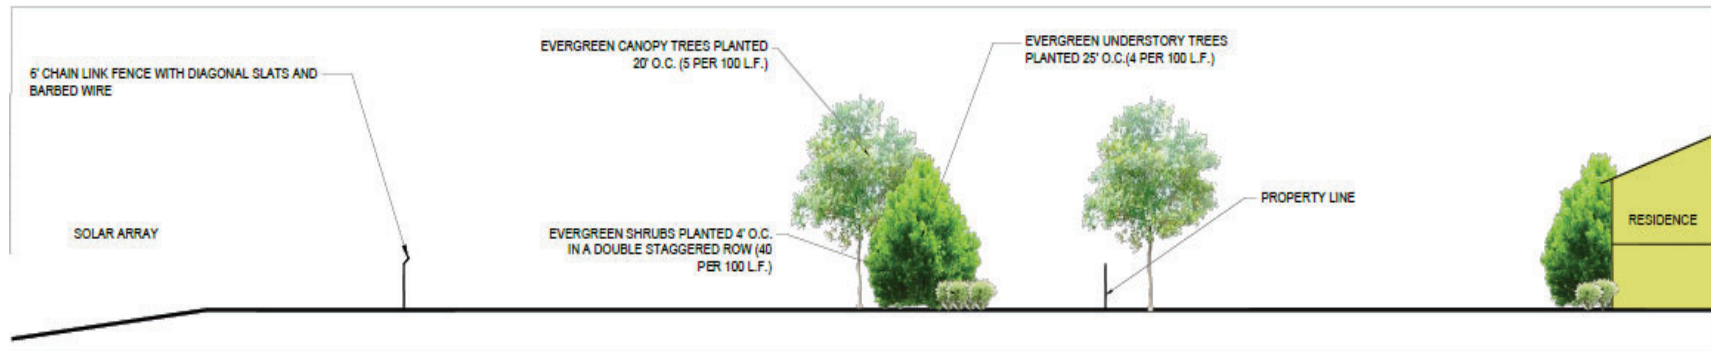 6' CHAIN LINK FENCE WITH DIAGONAL SLATS AND
BARBED WIRE
EVERGREEN CANOPY TREES PLANTED
20' O.C. (5 PER 100 L.F.)
EVERGREEN UNDERSTORY TREES
PLANTED 25' O.C.(4 PER 100 L.F.)
SOLAR ARRAY
EVERGREEN SHRUBS PLANTED 4' O.C.
IN A DOUBLE STAGGERED ROW (40
PER 100 L.F.)
PROPERTY LINE
RESIDENCE